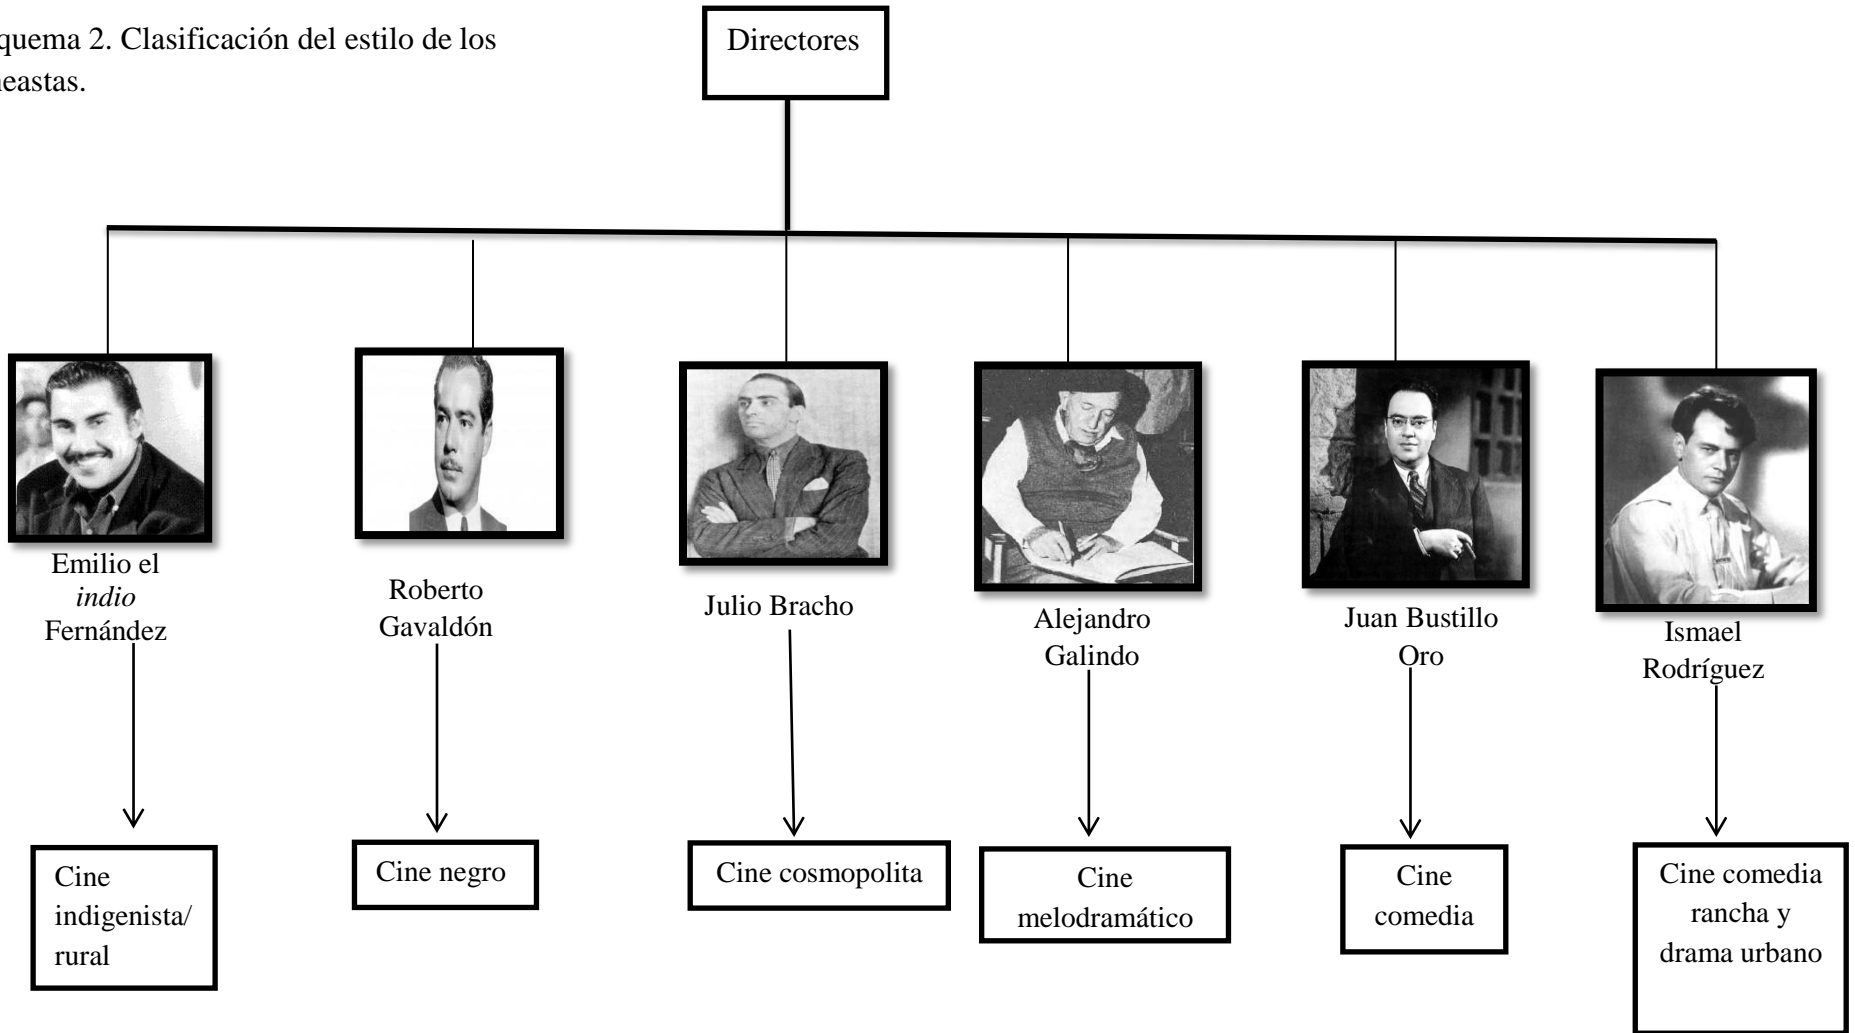 quema 2. Clasificación del estilo de los
neastas.
Directores
Emilio el
indio
Fernández
Roberto
Gavaldón
Julio Bracho
Alejandro
Galindo
Juan Bustillo
Oro
Ismael
Rodríguez
Cine
indigenista/
rural
Cine negro
Cine cosmopolita
Cine
melodramático
Cine
comedia
Cine comedia
rancha y
drama urbano